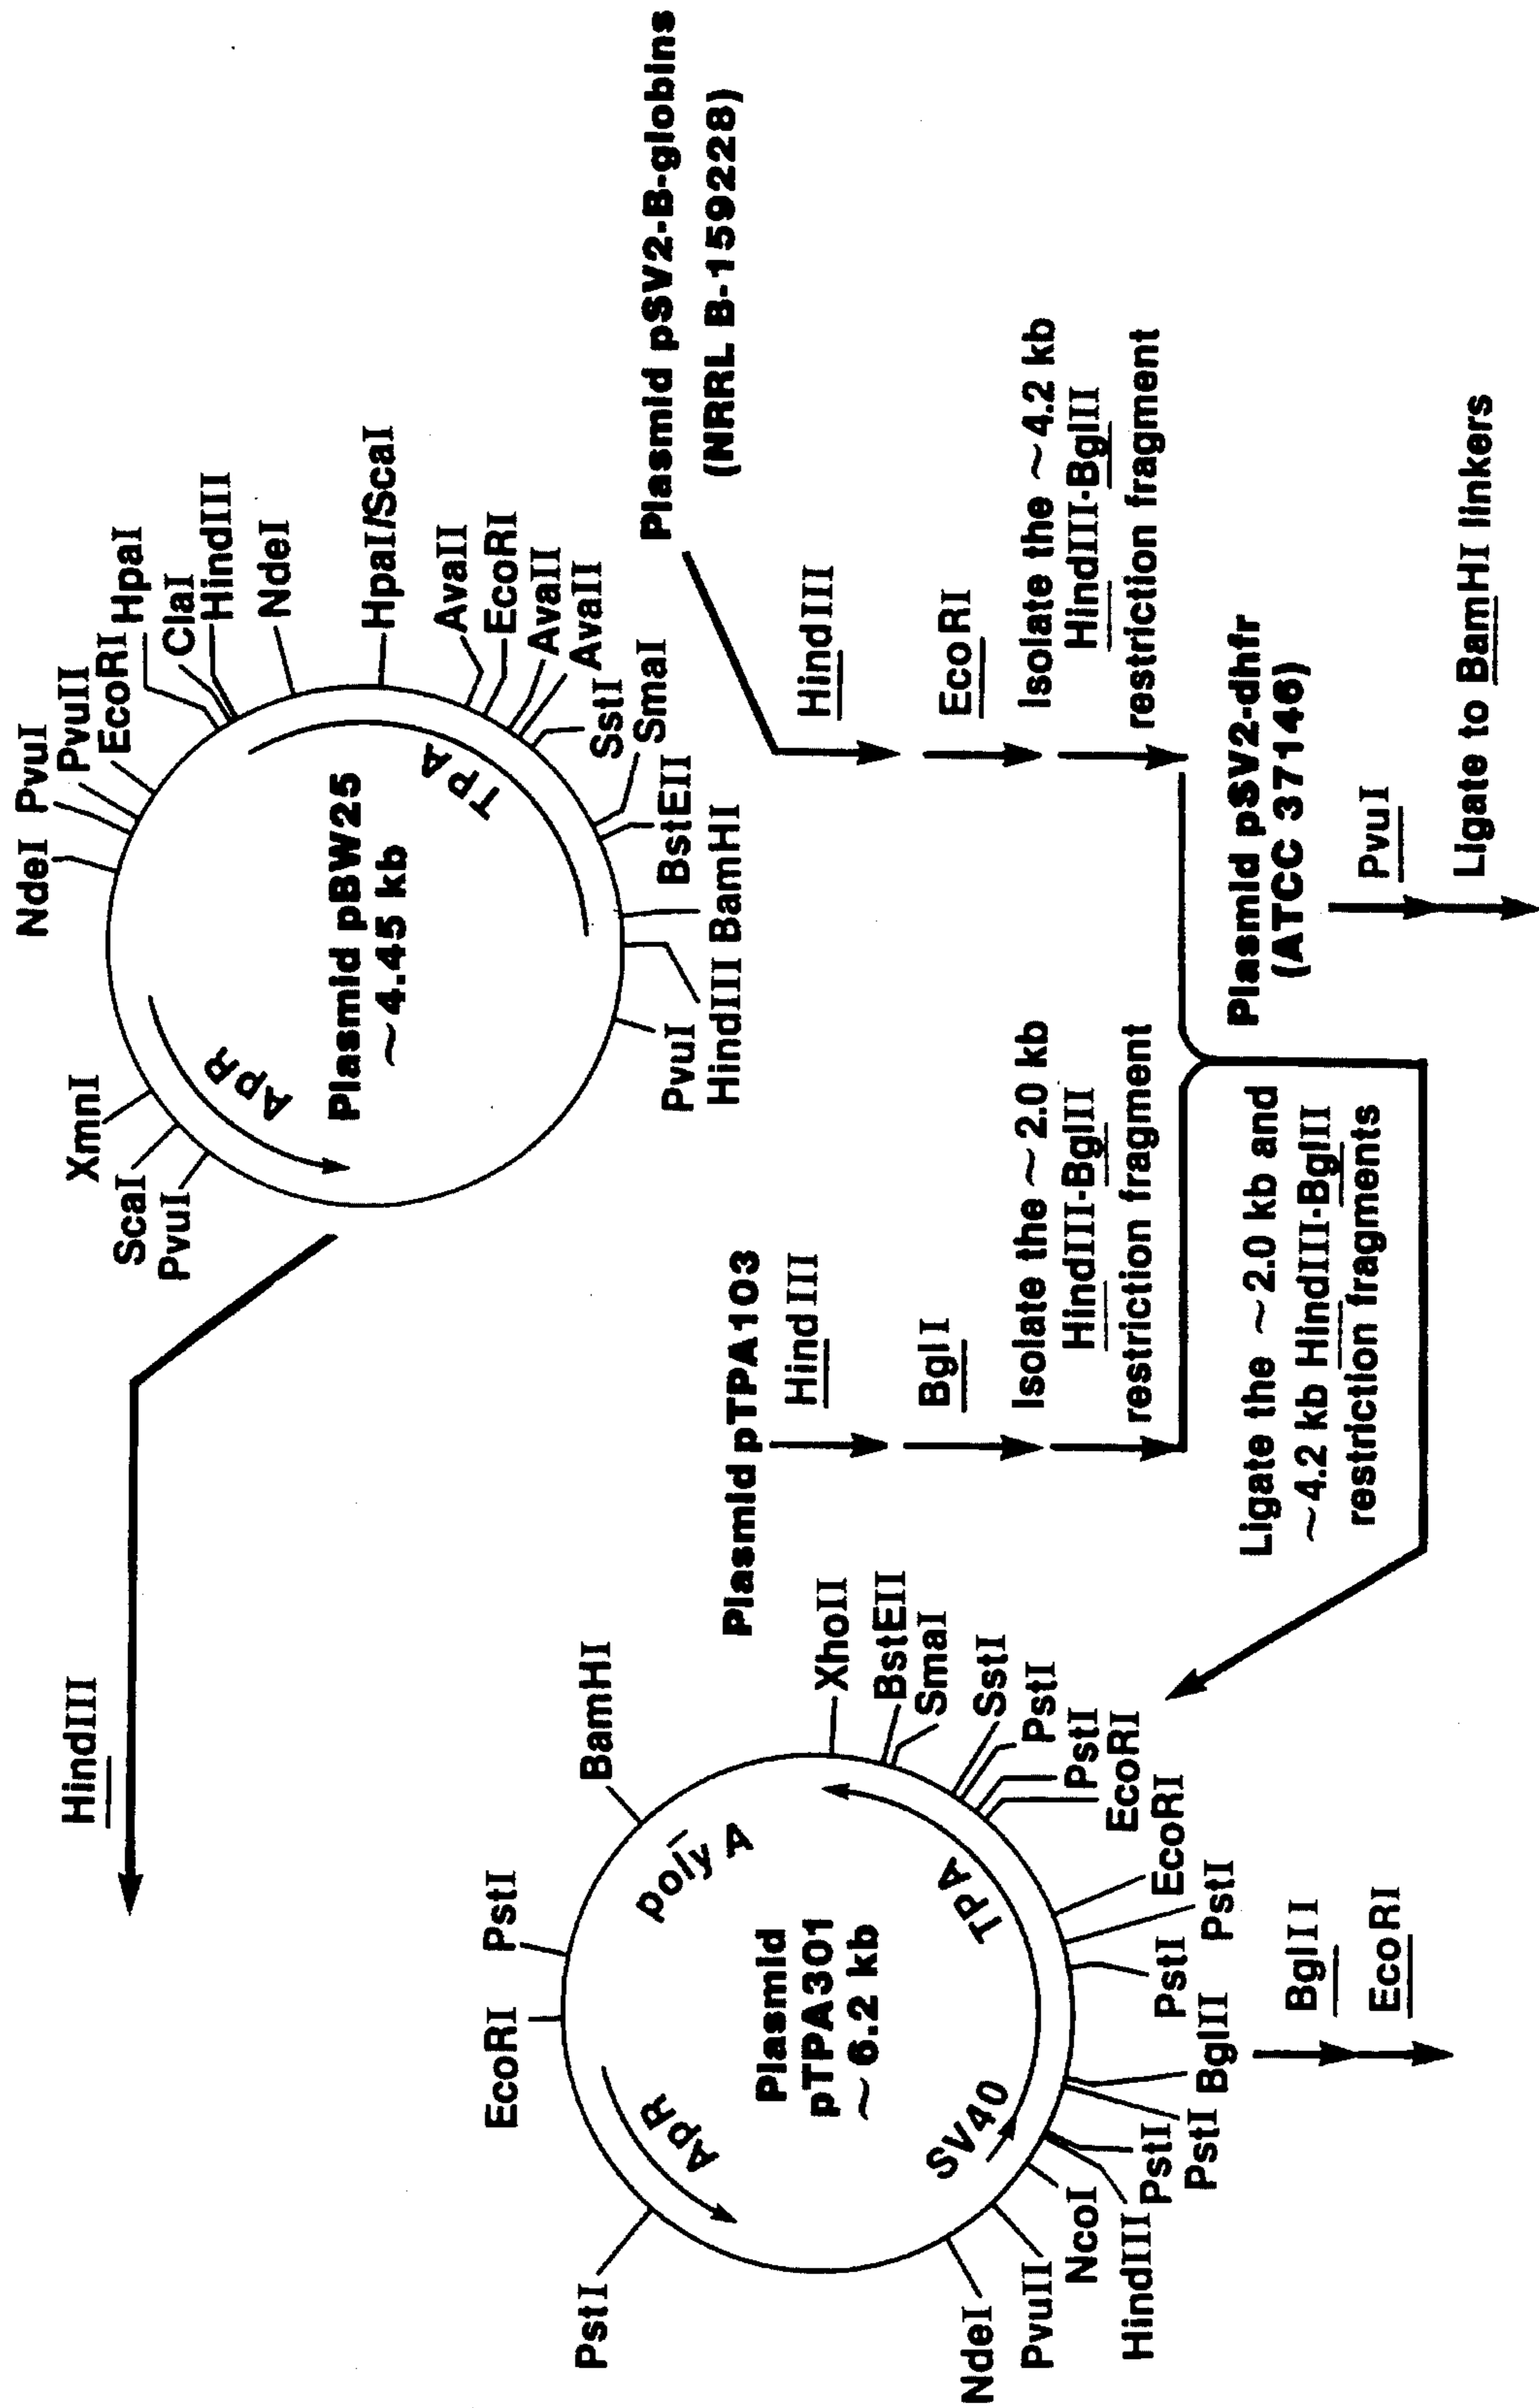 HindIII
XmnI
ScaI
PvuI
NdeI
PvuI
PvuII
EcoRI
HpaI
ClaI
HindIII
NdeI
HpaI/ScaI
AvaII
EcoRI
AvaII
AvaII
SstI
SmaI
BstEII
BamHI
HindIII
PvuI
ApR
TPA
Plasmid pBW25
~4.45 kb
EcoRI
PstI
BamHI
XhoII
BstEII
SmaI
SstI
PstI
PstI
EcoRI
EcoRI
PstI
PstI
BglII
PstI
PstI
HindIII
NcoI
PvuII
NdeI
PstI
ApR
poly A
TPA
SV40
Plasmid
pTPA301
~6.2 kb
BglII
EcoRI
Plasmid pTPA103
HindIII
BglI
Isolate the ~2.0 kb
HindIII-BglII
restriction fragment
Plasmid pSV2-B-globins
(NRRL B-159228)
HindIII
EcoRI
Isolate the ~4.2 kb
HindIII-BglII
restriction fragment
Ligate the ~2.0 kb and
~4.2 kb HindIII-BglII
restriction fragments
Plasmid pSV2-dhfr
(ATCC 37146)
PvuI
Ligate to BamHI linkers